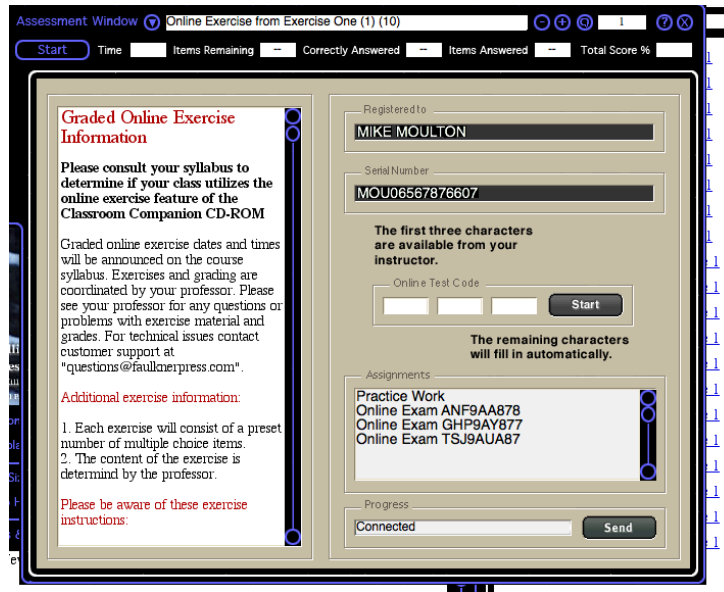 Assessment Window
Online Exercise from Exercise One (1) (10)
1
Start
Time
Items Remaining --
Correctly Answered --
Items Answered --
Total Score %
Graded Online Exercise
Information
Please consult your syllabus to
determine if your class utilizes the
online exercise feature of the
Classroom Companion CD-ROM
Graded online exercise dates and times
will be announced on the course
syllabus. Exercises and grading are
coordinated by your professor. Please
see your professor for any questions or
problems with exercise material and
grades. For technical issues contact
customer support at
"questions@faulknerpress.com".
Additional exercise information:
1. Each exercise will consist of a preset
number of multiple choice items.
2. The content of the exercise is
determind by the professor.
Please be aware of these exercise
instructions:
Registered to
MIKE MOULTON
Serial Number
MOU06567876607
The first three characters
are available from your
instructor.
Online Test Code
Start
The remaining characters
will fill in automatically.
Assignments
Practice Work
Online Exam ANF9AA878
Online Exam GHP9AY877
Online Exam TSJ9AUA87
Progress
Connected
Send